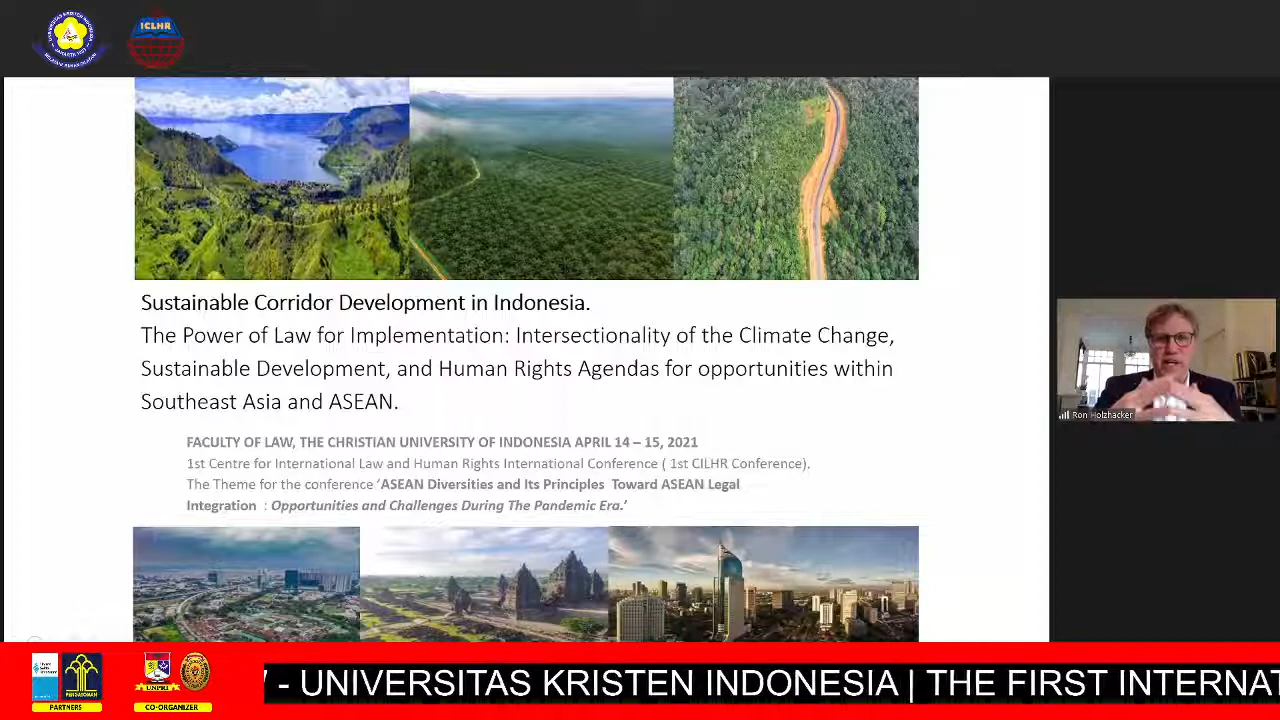 ICLHR
Sustainable Corridor Development in Indonesia.
The Power of Law for Implementation: Intersectionality of the Climate Change,
Sustainable Development, and Human Rights Agendas for opportunities within
Southeast Asia and ASEAN.
FACULTY OF LAW, THE CHRISTIAN UNIVERSITY OF INDONESIA APRIL 14 – 15, 2021
1st Centre for International Law and Human Rights International Conference ( 1st CILHR Conference).
The Theme for the conference ‘ASEAN Diversities and Its Principles Toward ASEAN Legal
Integration : Opportunities and Challenges During The Pandemic Era.’
Ron Holzhacker
- UNIVERSITAS KRISTEN INDONESIA | THE FIRST INTERNAT
PENGAYOMAN
UNPRI
PARTNERS
CO-ORGANIZER